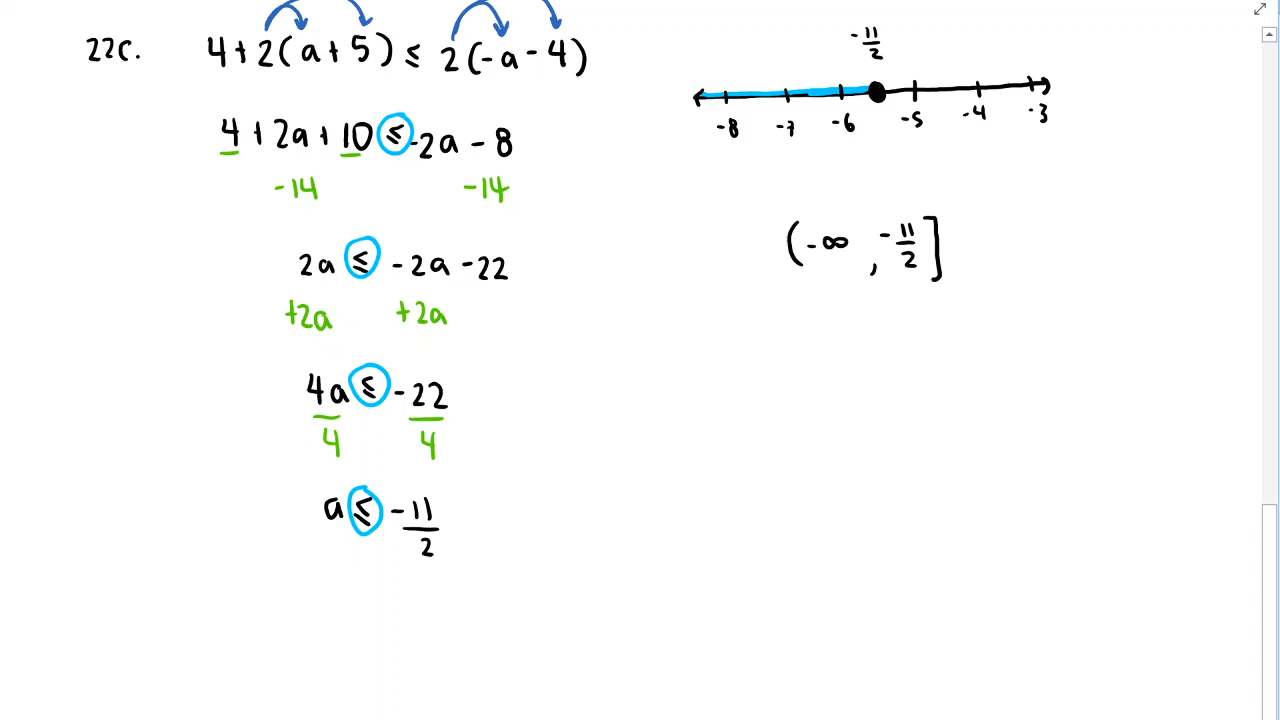 22c. 4 + 2(a + 5) ≤ 2(-a - 4)
4 + 2a + 10 ≤ -2a - 8
-14 -14
2a ≤ -2a - 22
+2a +2a
4a ≤ -22
4 4
a ≤ -11/2
-11/2
-8 -7 -6 -5 -4 -3
(-∞, -11/2]